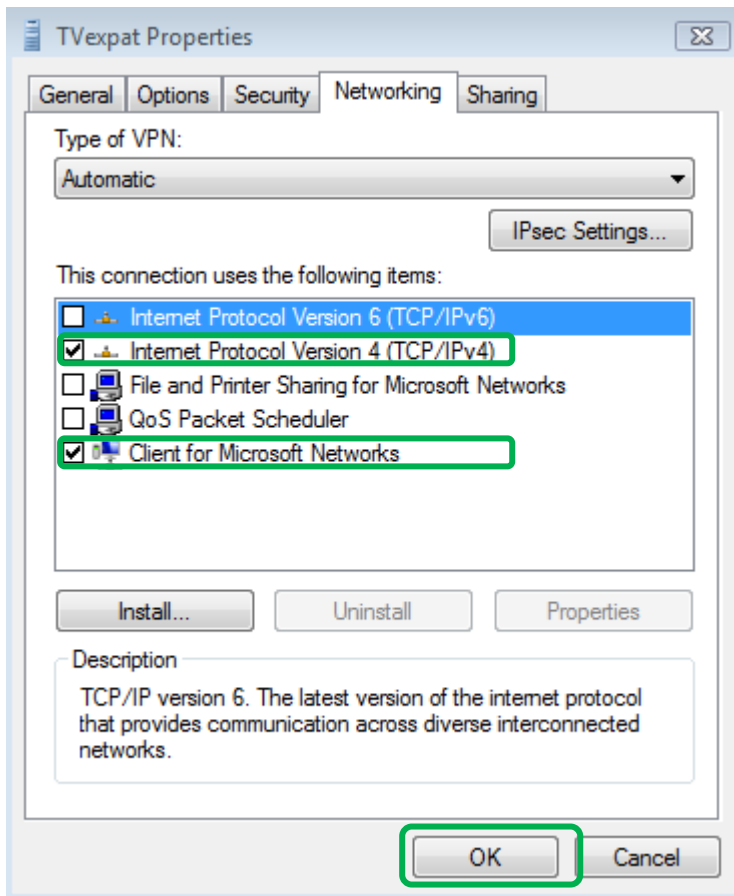 TVexpat Properties
General Options Security Networking Sharing
Type of VPN:
Automatic
IPsec Settings...
This connection uses the following items:
Internet Protocol Version 6 (TCP/IPv6)
Internet Protocol Version 4 (TCP/IPv4)
File and Printer Sharing for Microsoft Networks
QoS Packet Scheduler
Client for Microsoft Networks
Install... Uninstall Properties
Description
TCP/IP version 6. The latest version of the internet protocol
that provides communication across diverse interconnected
networks.
OK Cancel